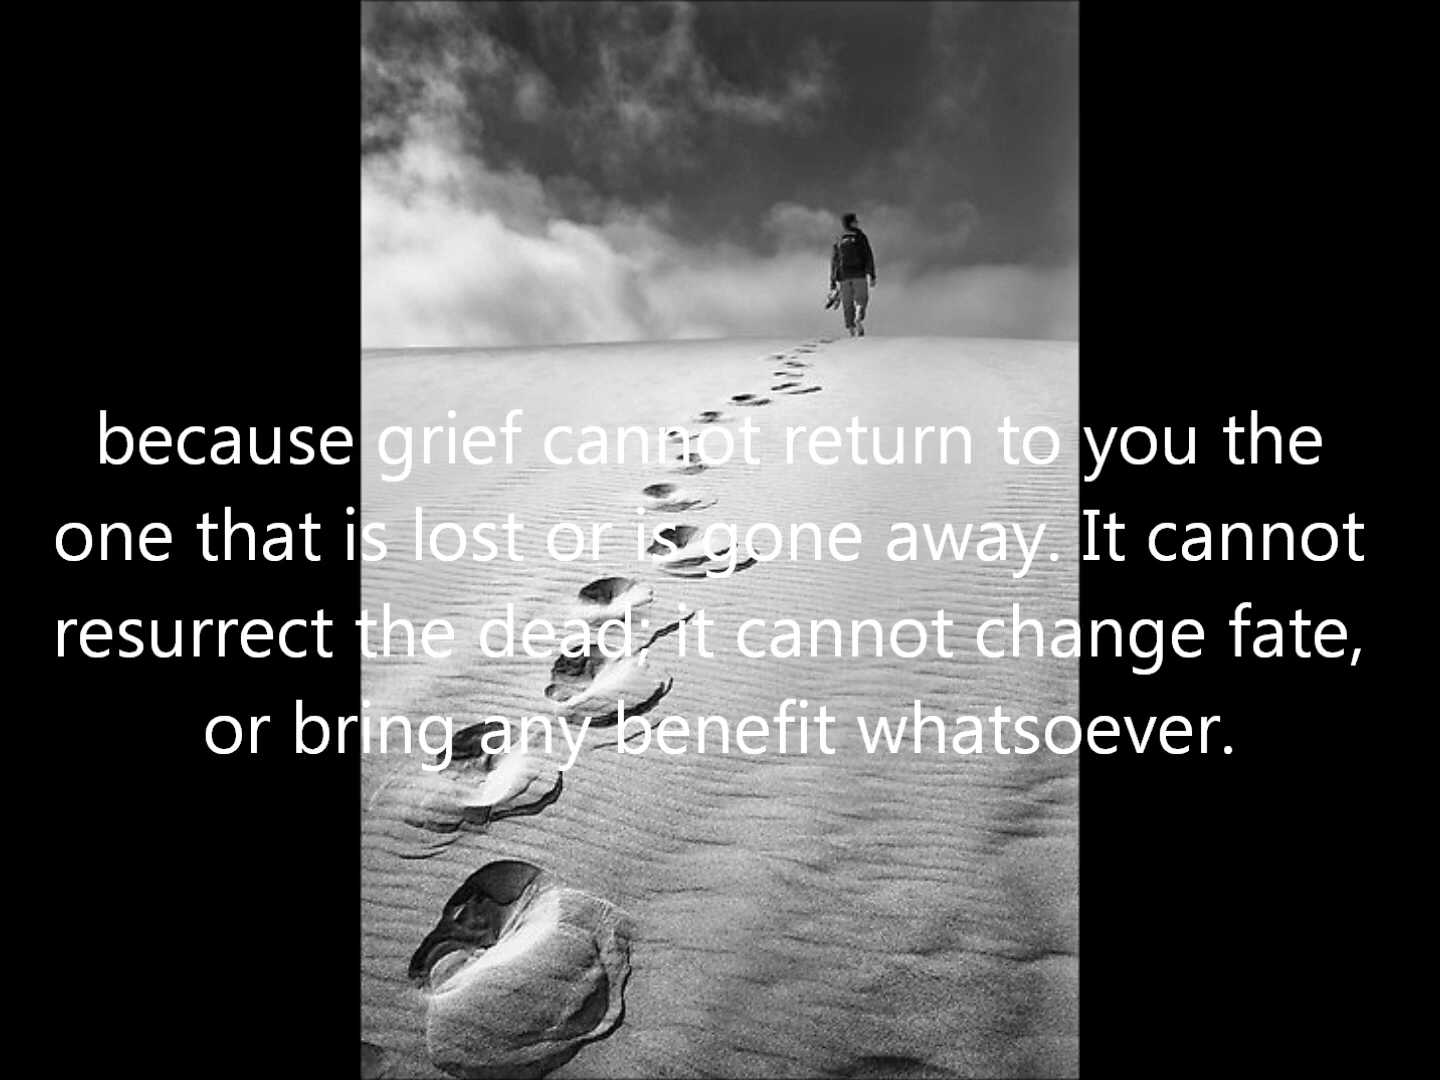 because grief cannot return to you the
one that is lost or is gone away. It cannot
resurrect the dead; it cannot change fate,
or bring any benefit whatsoever.